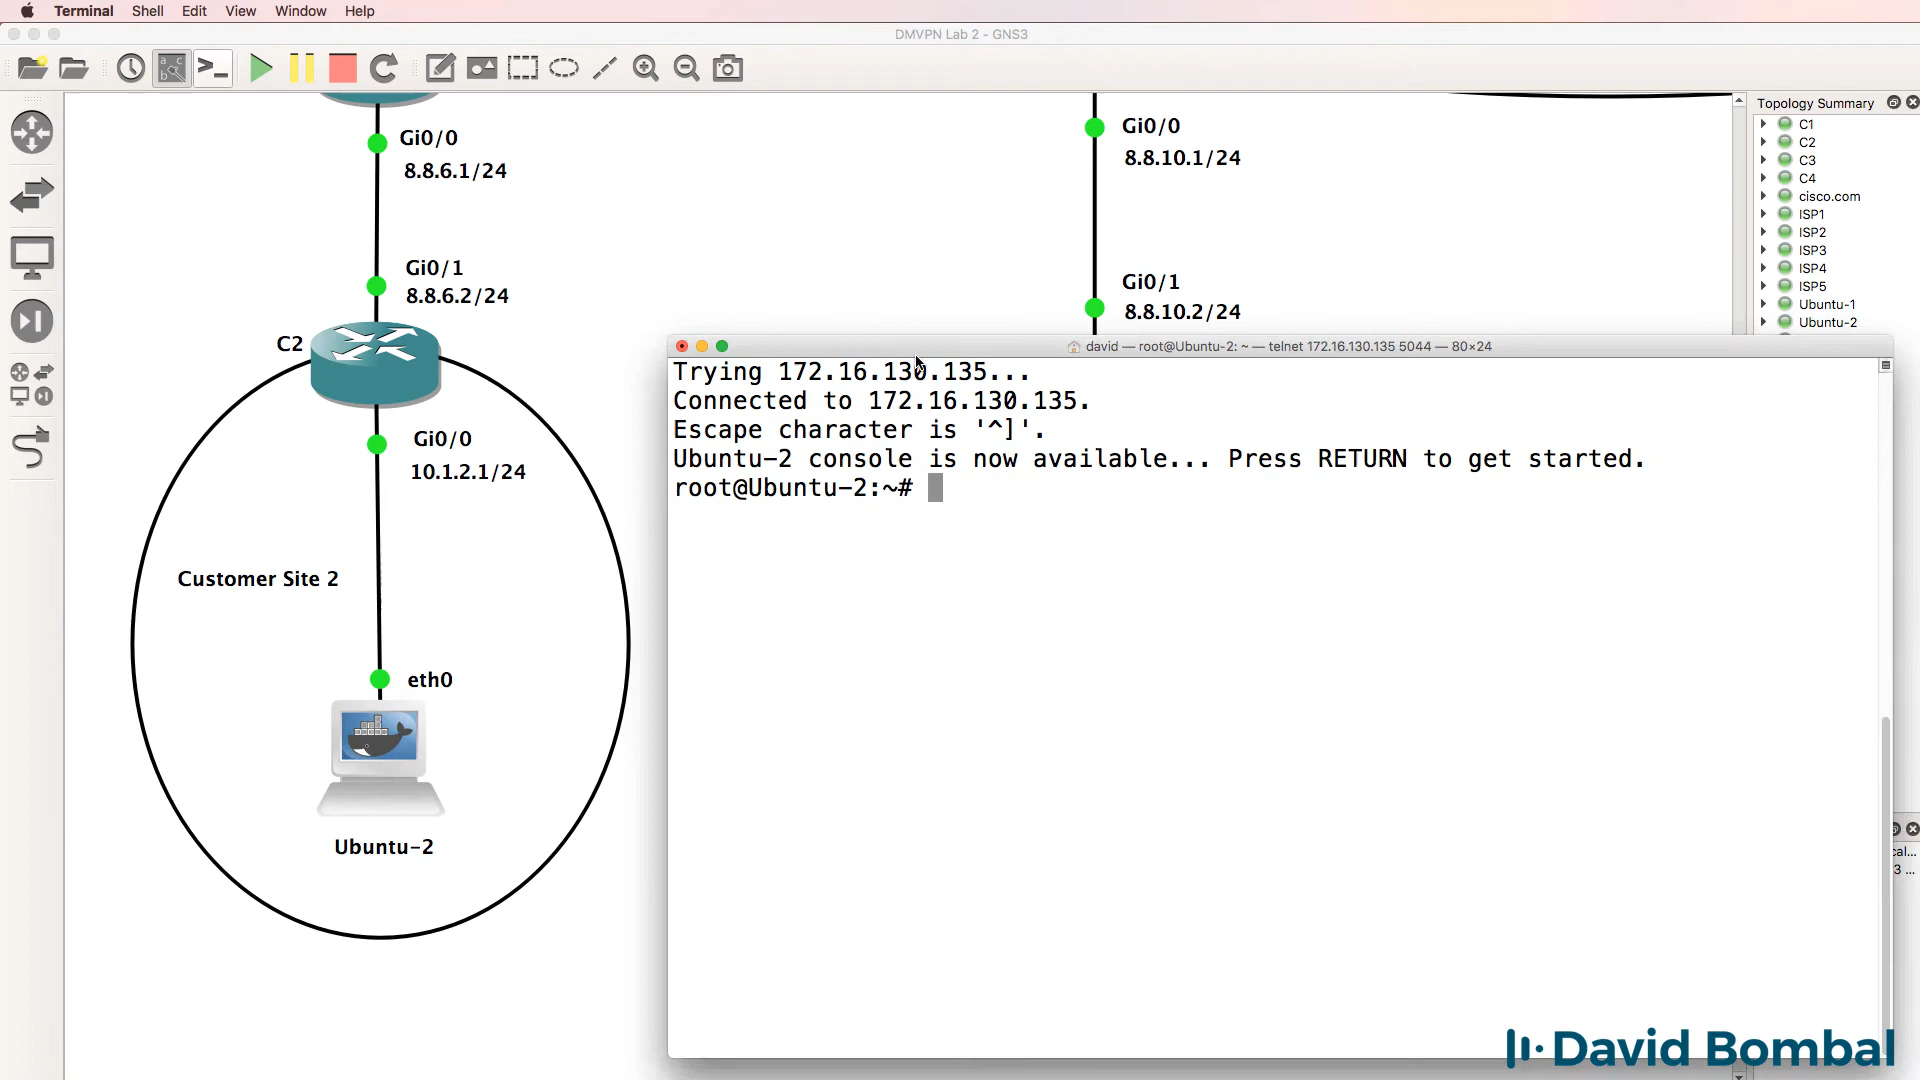 Terminal Shell Edit View Window Help
DMVPN Lab 2 - GNS3
Gi0/0
8.8.6.1/24
Gi0/1
8.8.6.2/24
C2
Gi0/0
10.1.2.1/24
Customer Site 2
eth0
Ubuntu-2
Gi0/0
8.8.10.1/24
Gi0/1
8.8.10.2/24
Topology Summary
C1
C2
C3
C4
cisco.com
ISP1
ISP2
ISP3
ISP4
ISP5
Ubuntu-1
Ubuntu-2
david — root@Ubuntu-2: ~ — telnet 172.16.130.135 5044 — 80×24
Trying 172.16.130.135...
Connected to 172.16.130.135.
Escape character is '^]'.
Ubuntu-2 console is now available... Press RETURN to get started.
root@Ubuntu-2:~#
cal...
3 ...
David Bombal